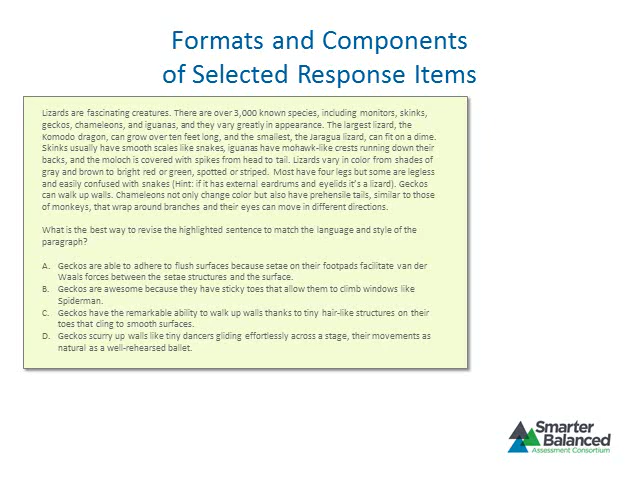 Formats and Components
of Selected Response Items
Lizards are fascinating creatures. There are over 3,000 known species, including monitors, skinks,
geckos, chameleons, and iguanas, and they vary greatly in appearance. The largest lizard, the
Komodo dragon, can grow over ten feet long, and the smallest, the Jaragua lizard, can fit on a dime.
Skinks usually have smooth scales like snakes, iguanas have mohawk-like crests running down their
backs, and the moloch is covered with spikes from head to tail. Lizards vary in color from shades of
gray and brown to bright red or green, spotted or striped.  Most have four legs but some are legless
and easily confused with snakes (Hint: if it has external eardrums and eyelids it's a lizard). Geckos
can walk up walls. Chameleons not only change color but also have prehensile tails, similar to those
of monkeys, that wrap around branches and their eyes can move in different directions.
What is the best way to revise the highlighted sentence to match the language and style of the
paragraph?
A. Geckos are able to adhere to flush surfaces because setae on their footpads facilitate van der
Waals forces between the setae structures and the surface.
B. Geckos are awesome because they have sticky toes that allow them to climb windows like
Spiderman.
C. Geckos have the remarkable ability to walk up walls thanks to tiny hair-like structures on their
toes that cling to smooth surfaces.
D. Geckos scurry up walls like tiny dancers gliding effortlessly across a stage, their movements as
natural as a well-rehearsed ballet.
Smarter
Balanced
Assessment Consortium